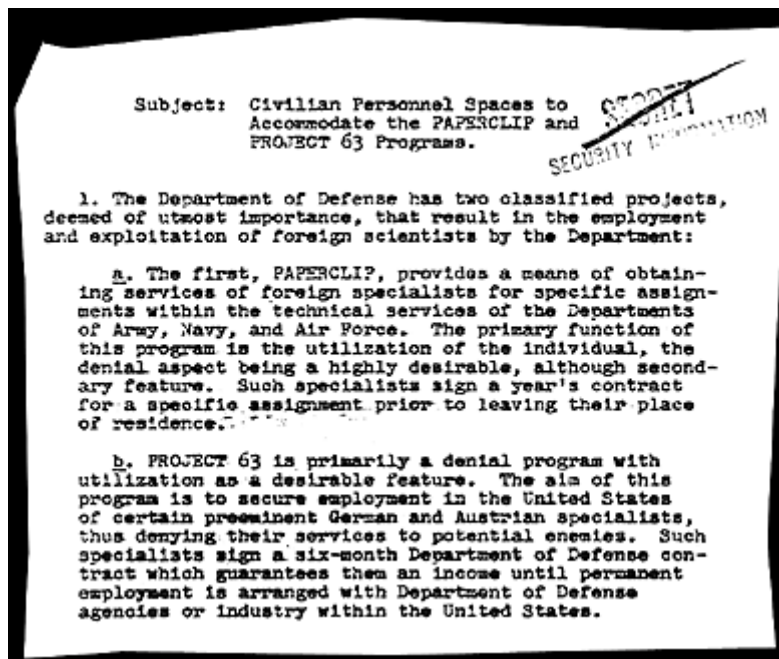 Subject: Civilian Personnel Spaces to
Accommodate the PAPERCLIP and
PROJECT 63 Programs.
SECRET
SECURITY INFORMATION
1. The Department of Defense has two classified projects,
deemed of utmost importance, that result in the employment
and exploitation of foreign scientists by the Department:
a. The first, PAPERCLIP, provides a means of obtain-
ing services of foreign specialists for specific assign-
ments within the technical services of the Departments
of Army, Navy, and Air Force. The primary function of
this program is the utilization of the individual, the
denial aspect being a highly desirable, although second-
ary feature. Such specialists sign a year's contract
for a specific assignment prior to leaving their place
of residence.
b. PROJECT 63 is primarily a denial program with
utilization as a desirable feature. The aim of this
program is to secure employment in the United States
of certain preeminent German and Austrian specialists,
thus denying their services to potential enemies. Such
specialists sign a six-month Department of Defense con-
tract which guarantees them an income until permanent
employment is arranged with Department of Defense
agencies or industry within the United States.